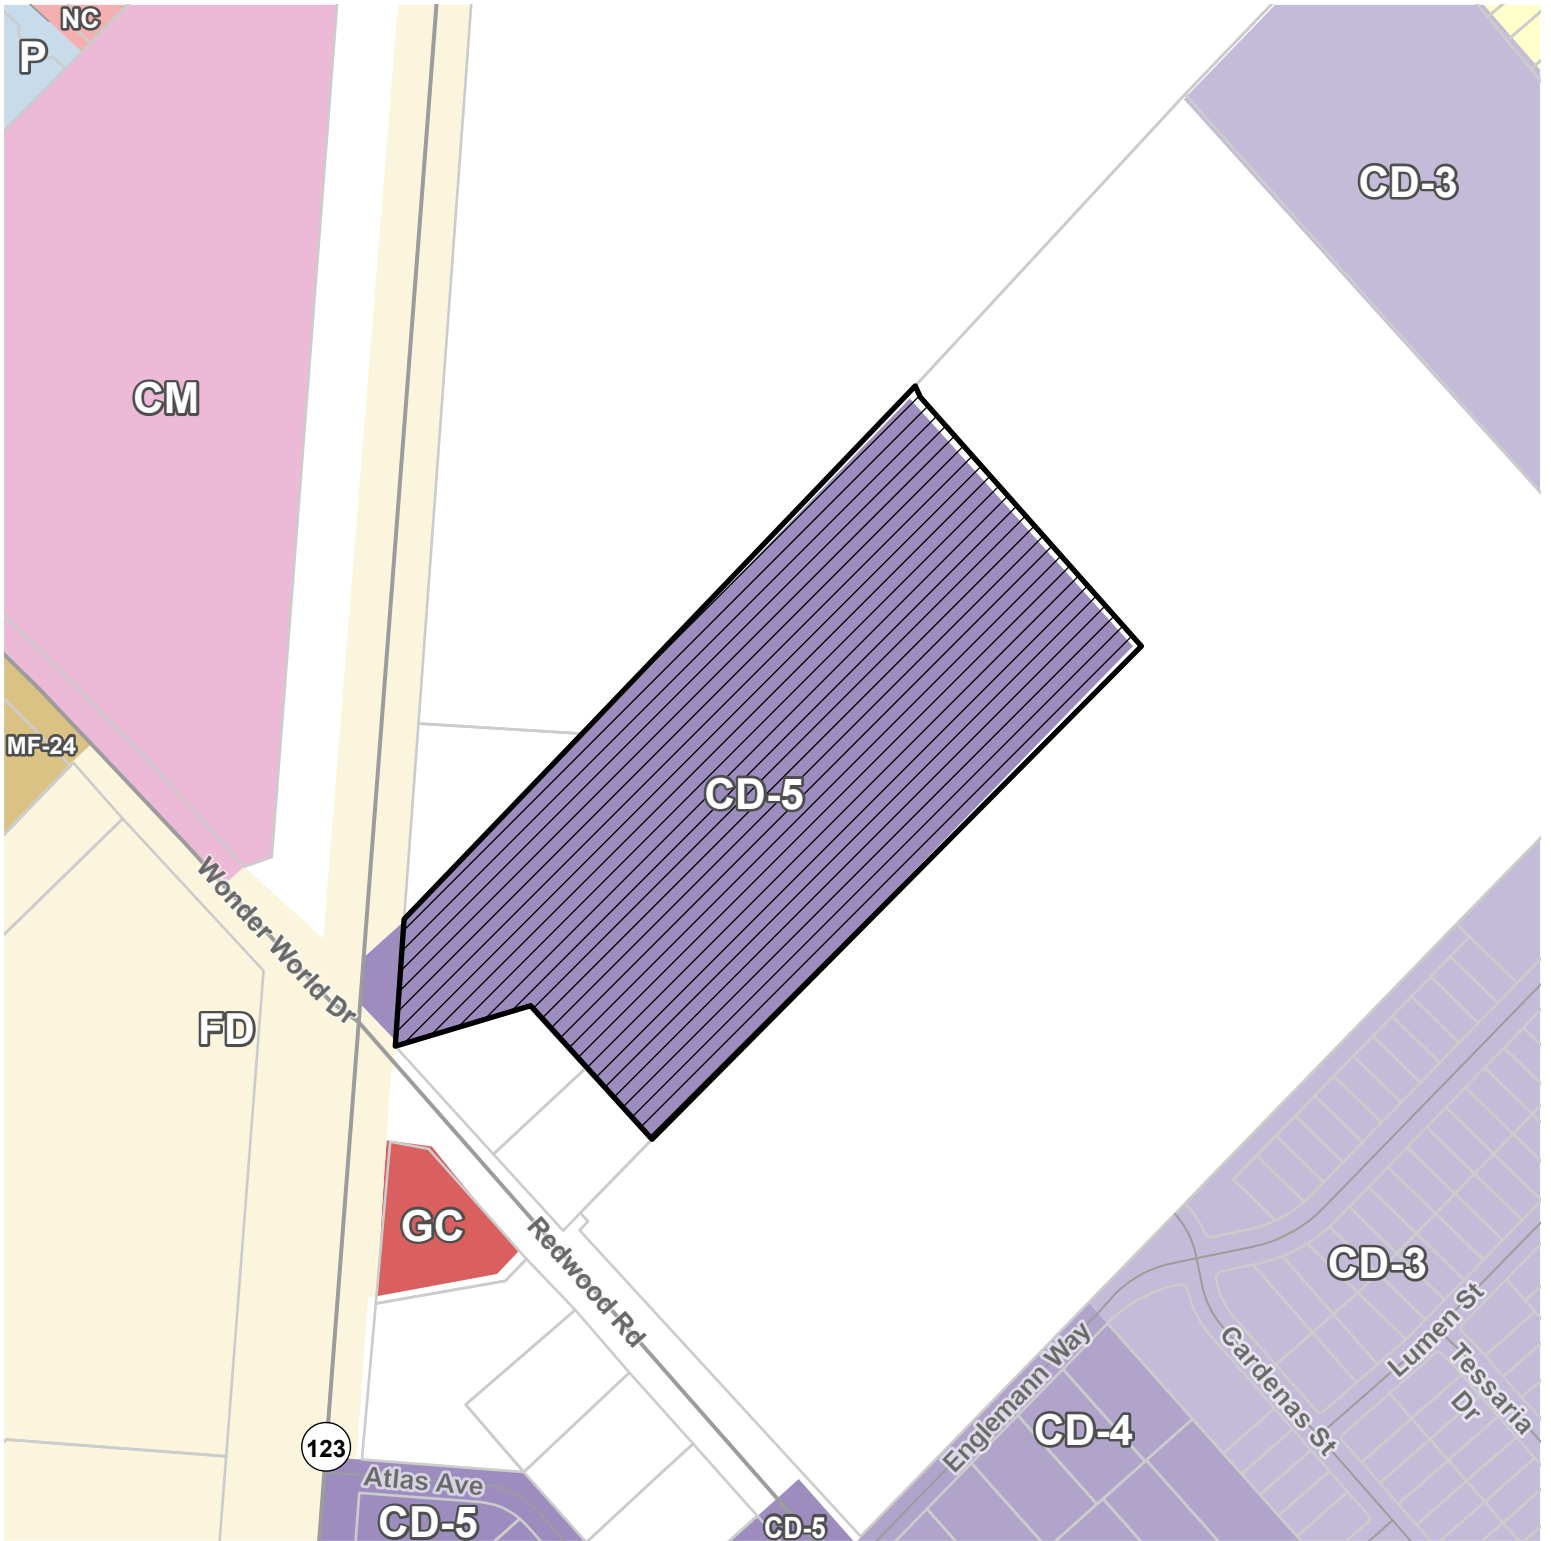 NC
P
CD-3
CM
MF-24
CD-5
Wonder World Dr
FD
GC
Redwood Rd
CD-3
Lumen St
Englemann Way
Cardenas St
Tessaria
Dr
CD-4
123
Atlas Ave
CD-5
CD-5